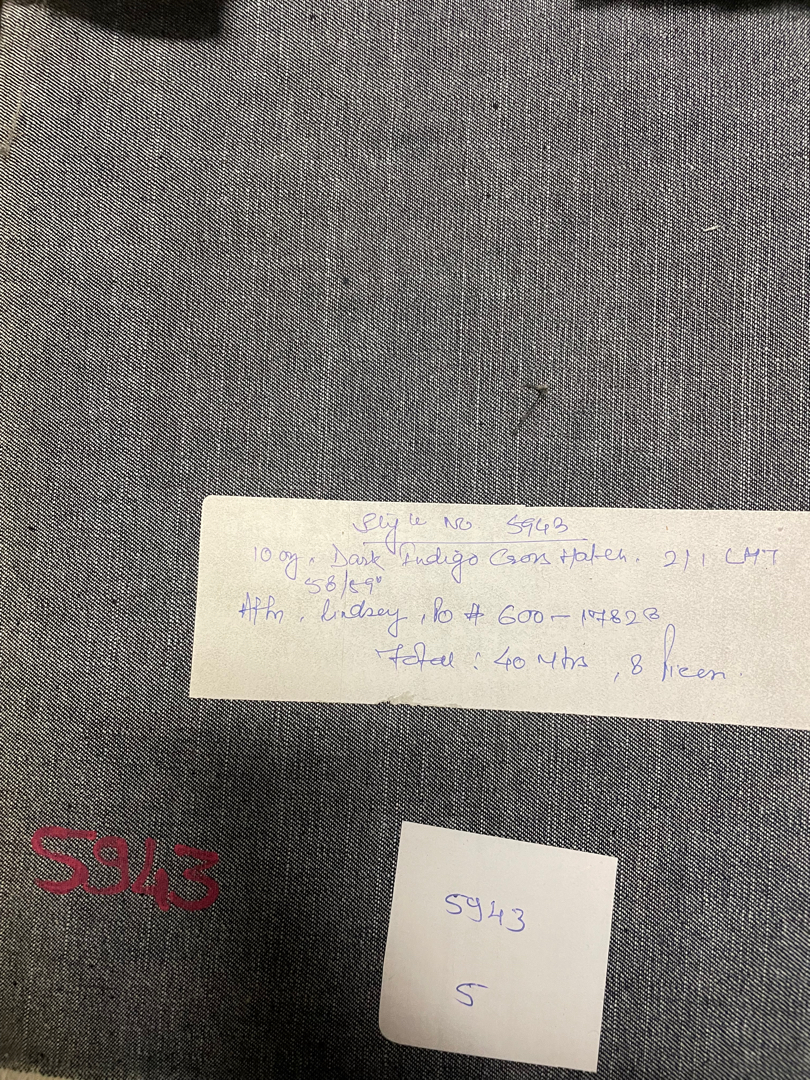 Style No 5943
10 oz. Dark Indigo Cross Hatch. 2/1 LHT
58/59"
Attn. Lindsey, Po # 600-17823
Total: 40 Mtrs, 8 Pieces.
5943
5943
5